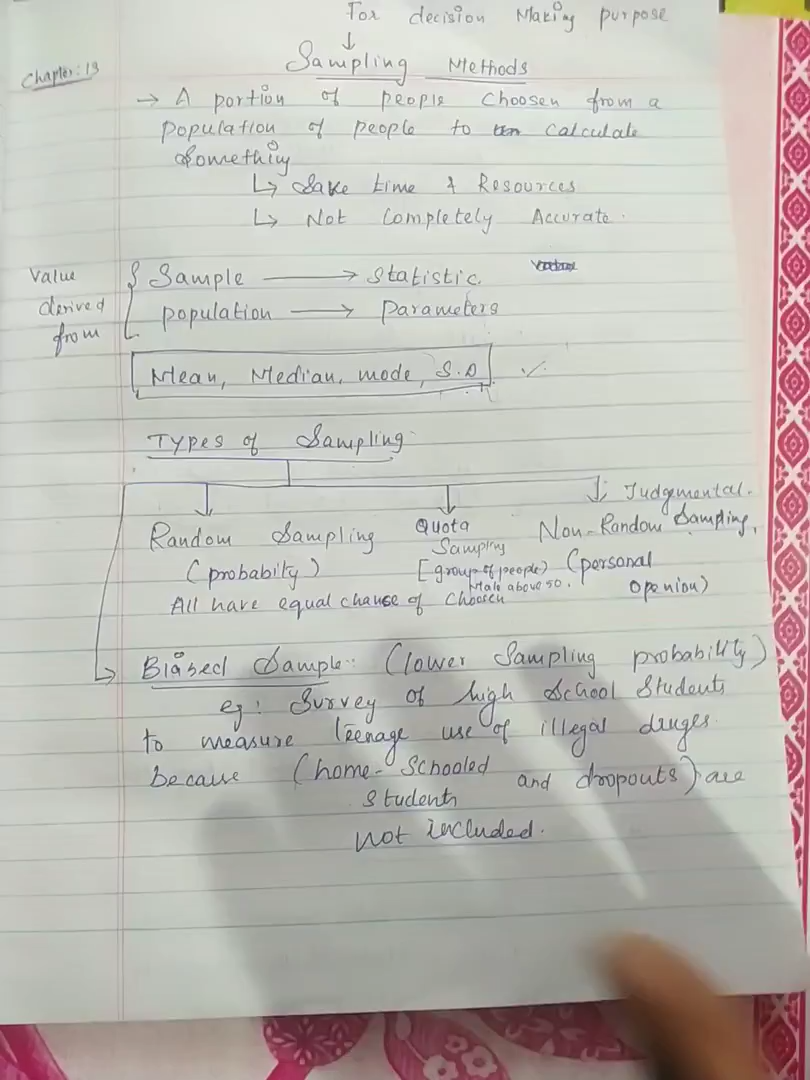 For decision Making purpose
↓
Chapter: 13
Sampling Methods
→ A portion of people choosen from a
population of people to calculate
something
↳ Save time & Resources
↳ Not Completely Accurate.
Value derived from
{ Sample → Statistic
population → Parameters
Mean, Median, mode, S.D ✓
Types of Sampling
Random Sampling
(probabilty)
All have equal chance of Choosen
Quota
Sampling
[group of people)
Male above 50.
↓ Judgmental.
Non-Random Sampling,
(personal
openion)
Biased Sample:: (lower Sampling probability)
eg: Survey of high School Students
to measure teenage use of illegal druges.
because (home-Schooled and dropouts) are
students
not included.